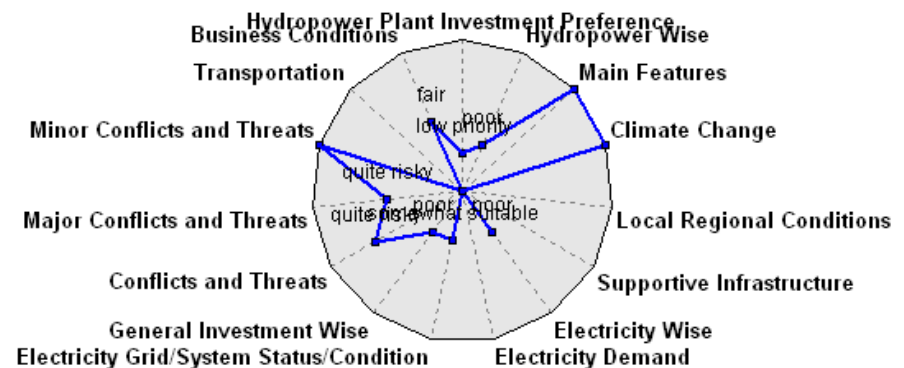 Hydropower Plant Investment Preference
Business Conditions
Hydropower Wise
Transportation
Main Features
fair
poor
low priority
Minor Conflicts and Threats
Climate Change
quite risky
poor
poor
quite risky
somewhat suitable
Major Conflicts and Threats
Local Regional Conditions
Conflicts and Threats
Supportive Infrastructure
General Investment Wise
Electricity Wise
Electricity Grid/System Status/Condition
Electricity Demand